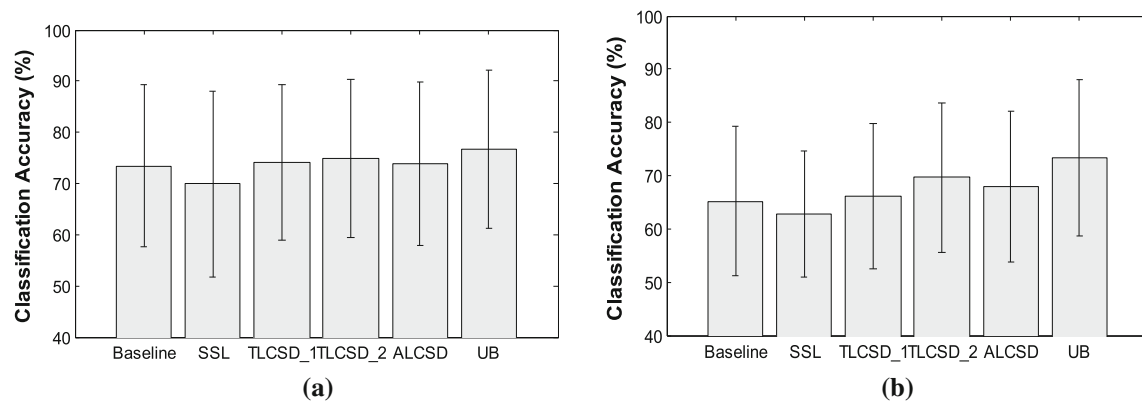 Classification Accuracy (%)
100
90
80
70
60
50
40
Baseline SSL TLCSD_1 TLCSD_2 ALCSD UB
(a)
Classification Accuracy (%)
100
90
80
70
60
50
40
Baseline SSL TLCSD_1 TLCSD_2 ALCSD UB
(b)